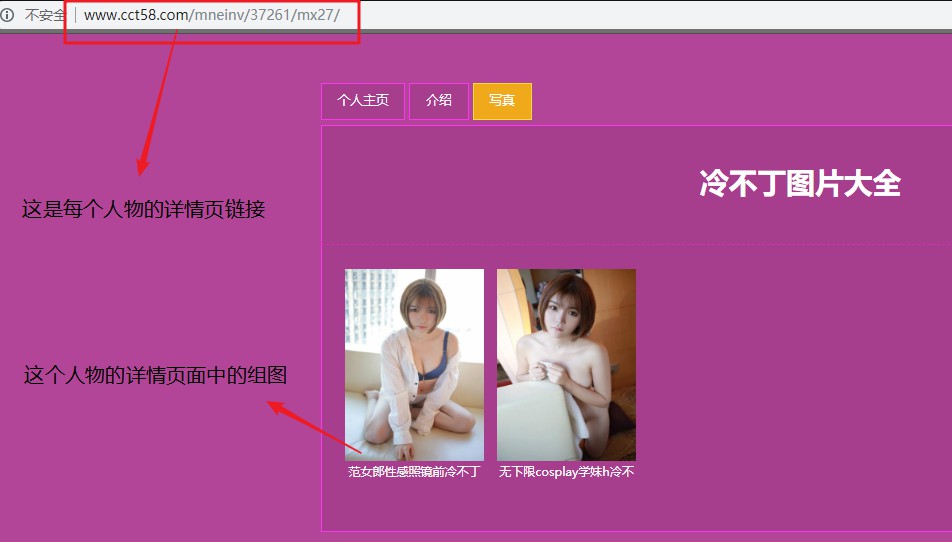 不安全 www.cct58.com/mneinv/37261/mx27/
个人主页 介绍 写真
冷不丁图片大全
这是每个人物的详情页链接
这个人物的详情页面中的组图
范女郎性感照镜前冷不丁 无下限cosplay学妹h冷不